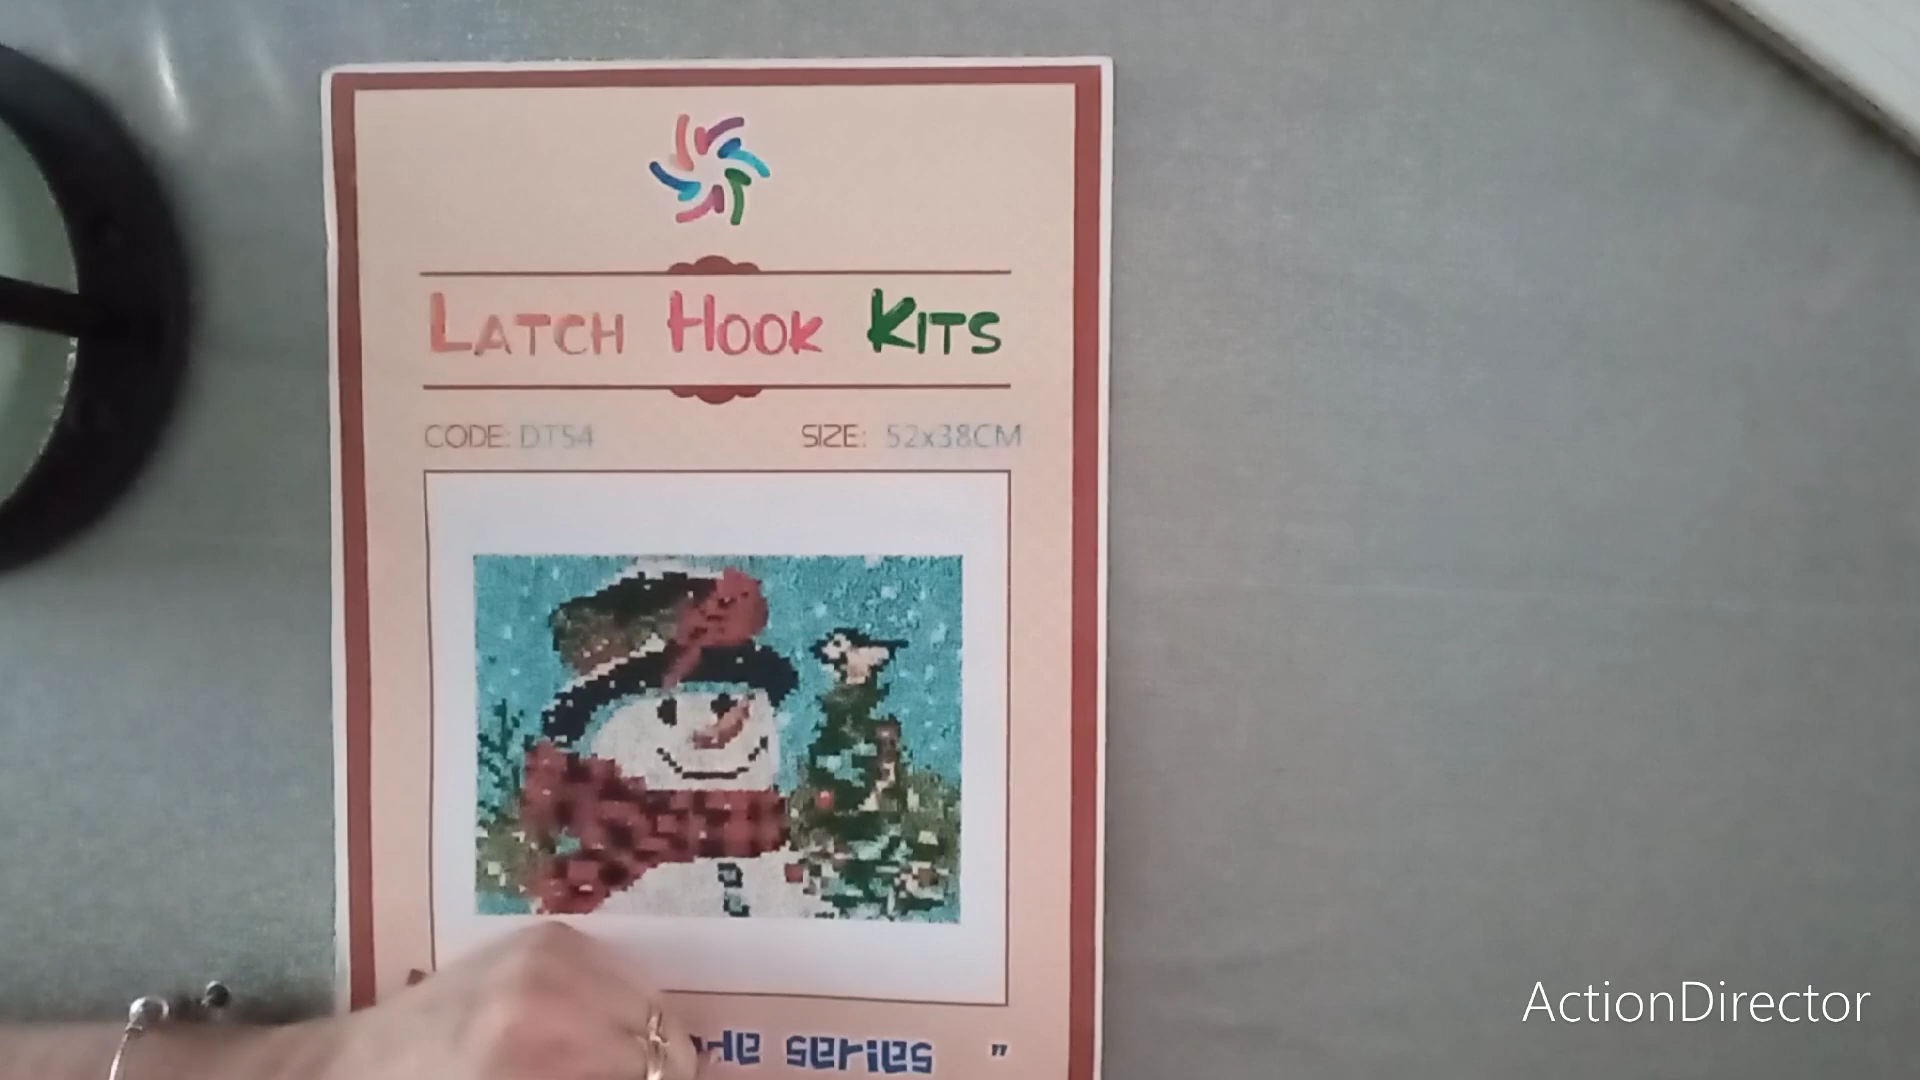 LATCH HOOK KITS
CODE: DT54 SIZE: 52x38CM
series "
ActionDirector